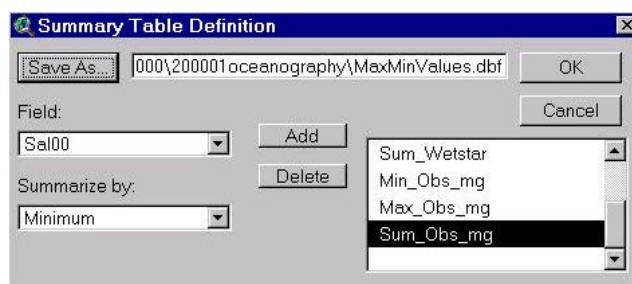 Summary Table Definition
Save As...
000\200001oceanography\MaxMinValues.dbf
OK
Cancel
Field:
Sal00
Add
Delete
Summarize by:
Minimum
Sum_Wetstar
Min_Obs_mg
Max_Obs_mg
Sum_Obs_mg